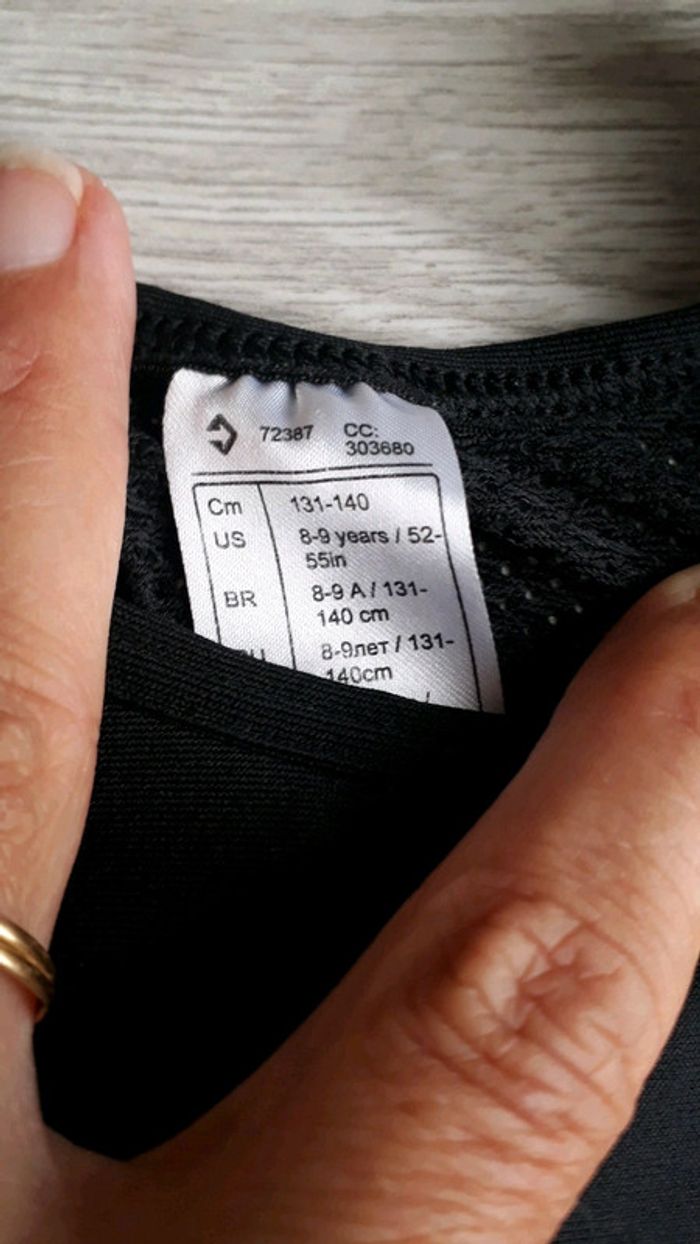 72387 CC:
303680
Cm 131-140
US 8-9 years / 52-
55in
BR 8-9 A / 131-
140 cm
8-9лет / 131-
140cm